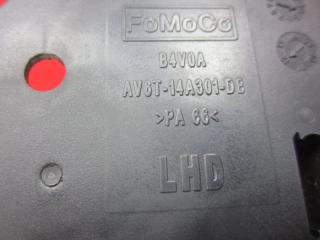 FoMoCo
B4V0A
AV6T-14A301-DB
>PA 66<
LHD